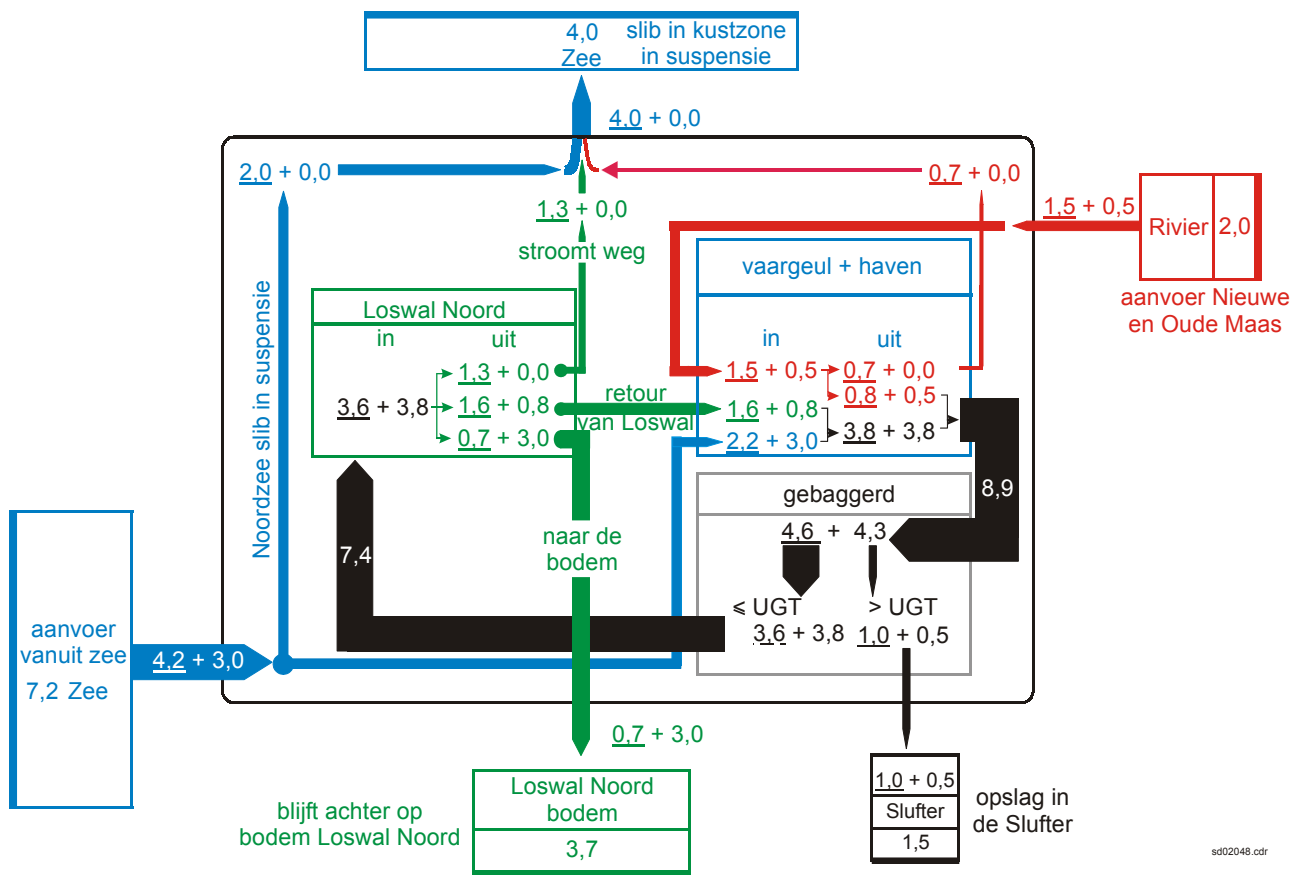 4,0 slib in kustzone
Zee in suspensie
4,0 + 0,0
2,0 + 0,0
0,7 + 0,0
1,3 + 0,0
stroomt weg
1,5 + 0,5
Rivier 2,0
aanvoer Nieuwe
en Oude Maas
vaargeul + haven
in uit
1,5 + 0,5 0,7 + 0,0
0,8 + 0,5
1,6 + 0,8
3,8 + 3,8
2,2 + 3,0
Loswal Noord
in uit
1,3 + 0,0
3,6 + 3,8 1,6 + 0,8
0,7 + 3,0
retour
van Loswal
Noordzee slib in suspensie
8,9
gebaggerd
4,6 + 4,3
⩽ UGT > UGT
3,6 + 3,8 1,0 + 0,5
7,4
naar de
bodem
aanvoer
vanuit zee
7,2 Zee
4,2 + 3,0
0,7 + 3,0
Loswal Noord
bodem
3,7
blijft achter op
bodem Loswal Noord
1,0 + 0,5
Slufter
1,5
opslag in
de Slufter
sd02048.cdr